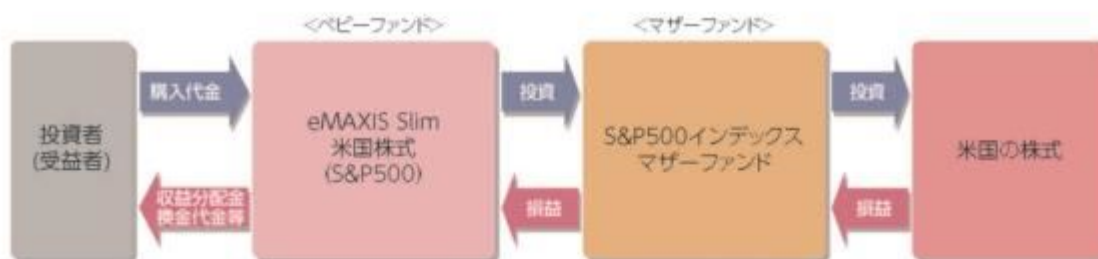 <ベビーファンド>
<マザーファンド>
投資者
(受益者)
購入代金
収益分配金
換金代金等
eMAXIS Slim
米国株式
(S&P500)
投資
損益
S&P500インデックス
マザーファンド
投資
損益
米国の株式